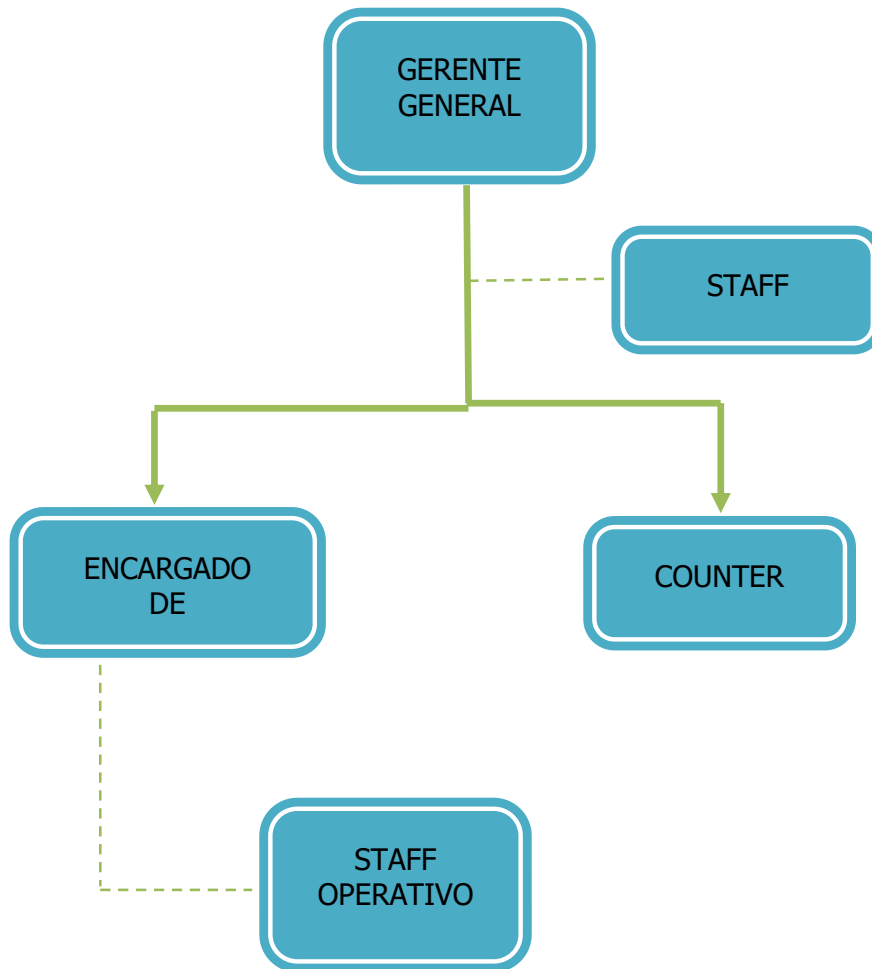 GERENTE
GENERAL
STAFF
ENCARGADO
DE
COUNTER
STAFF
OPERATIVO